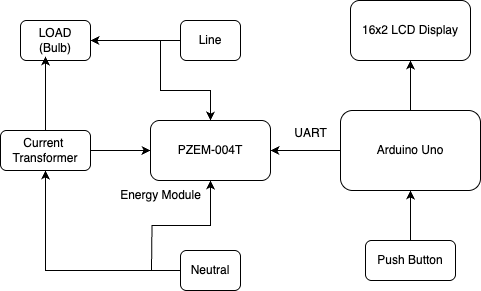 LOAD
(Bulb)
Line
16x2 LCD Display
UART
Current
Transformer
PZEM-004T
Arduino Uno
Energy Module
Push Button
Neutral